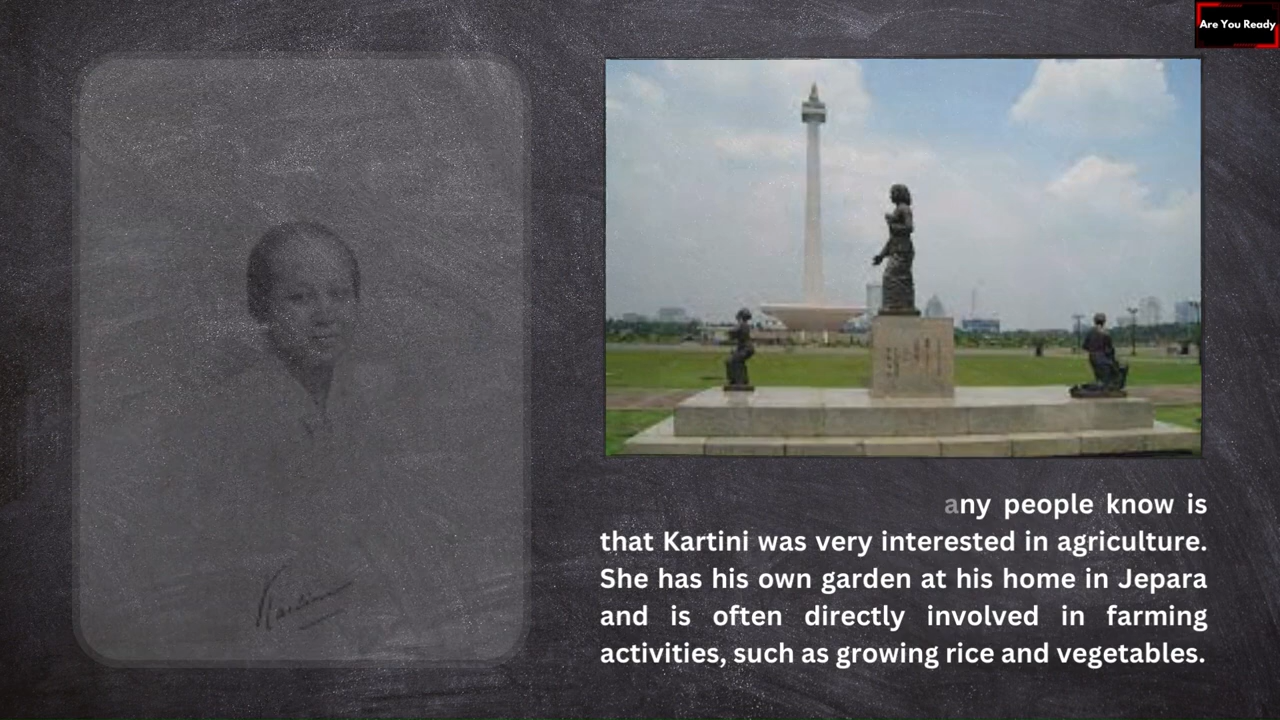 Are You Ready
any people know is
that Kartini was very interested in agriculture.
She has his own garden at his home in Jepara
and is often directly involved in farming
activities, such as growing rice and vegetables.
Kartini